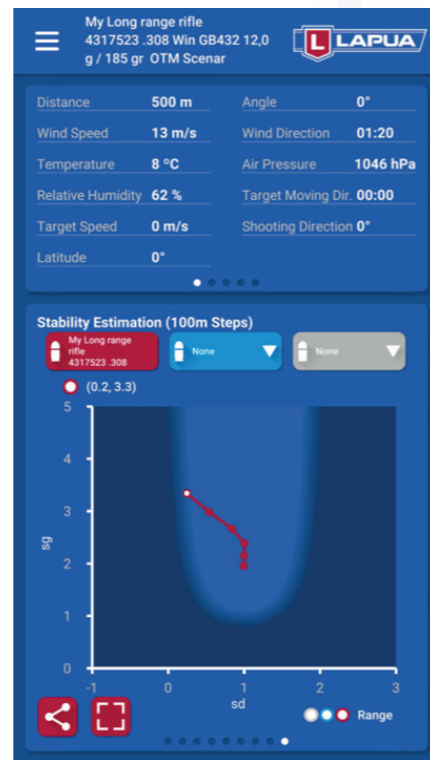 My Long range rifle
4317523 .308 Win GB432 12,0
g / 185 gr OTM Scenar
L LAPUA
Distance 500 m Angle 0°
Wind Speed 13 m/s Wind Direction 01:20
Temperature 8 °C Air Pressure 1046 hPa
Relative Humidity 62 % Target Moving Dir. 00:00
Target Speed 0 m/s Shooting Direction 0°
Latitude 0°
Stability Estimation (100m Steps)
My Long range
rifle
4317523 .308
None
None
(0.2, 3.3)
5
4
3
sg
2
1
0
-1 0 1 2 3
sd
Range